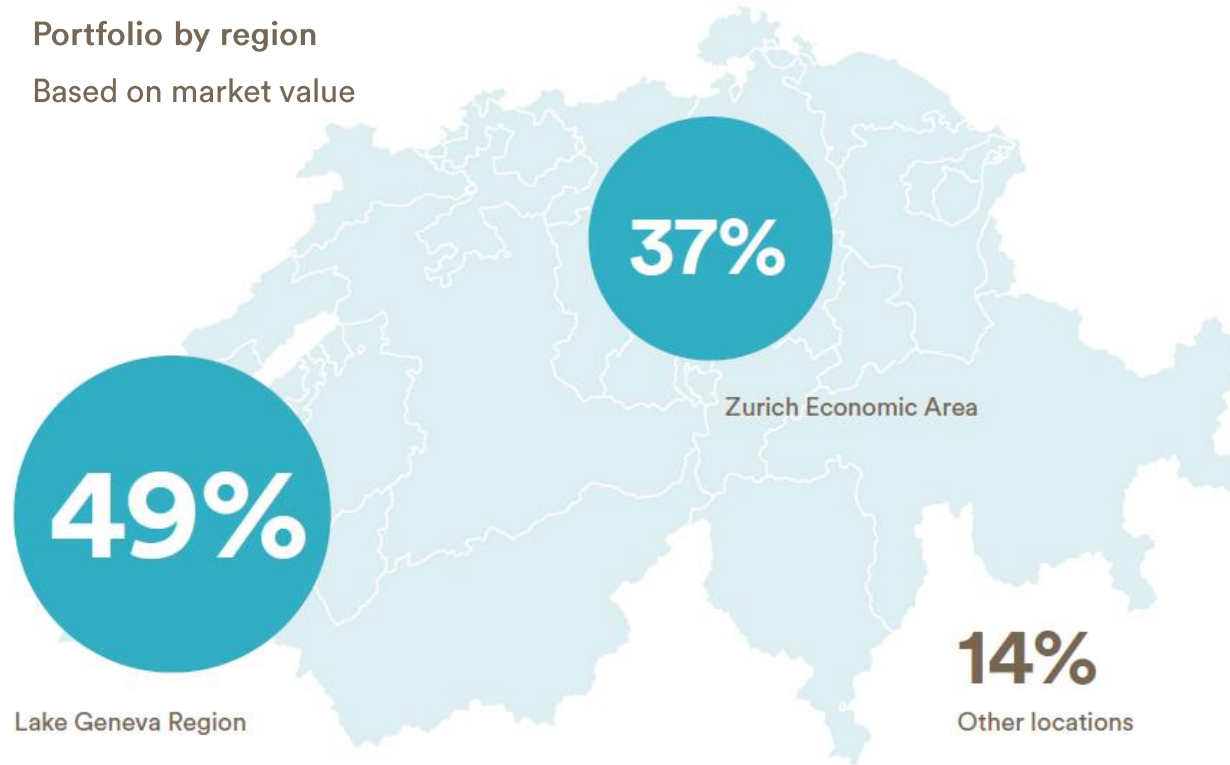 Portfolio by region
Based on market value
37%
Zurich Economic Area
49%
Lake Geneva Region
14%
Other locations